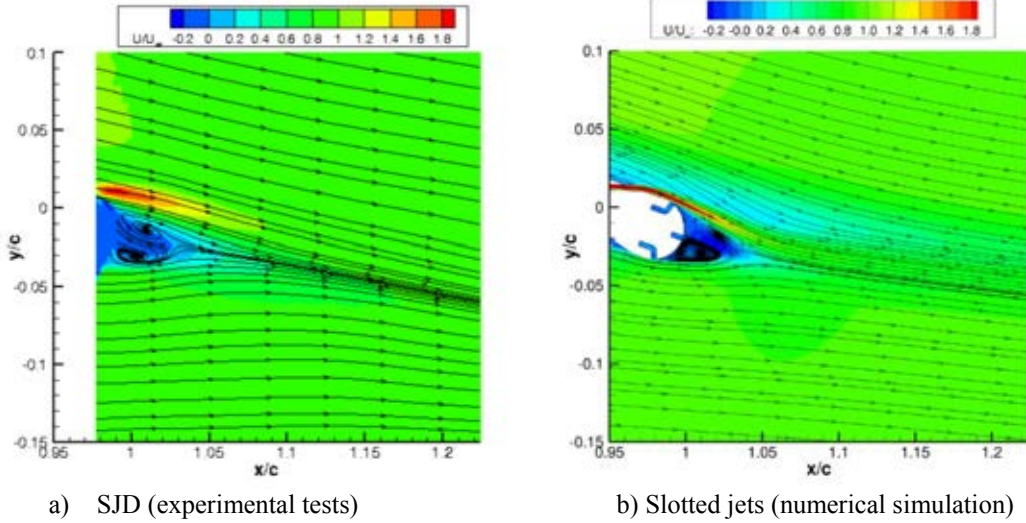 U/U∞ -0.2 0 0.2 0.4 0.6 0.8 1 1.2 1.4 1.6 1.8
U/U∞: -0.2 -0.0 0.2 0.4 0.6 0.8 1.0 1.2 1.4 1.6 1.8
0.1
0.05
0
-0.05
-0.1
-0.15
y/c
0.95 1 1.05 1.1 1.15 1.2
x/c
0.1
0.05
0
-0.05
-0.1
-0.15
y/c
0.95 1 1.05 1.1 1.15 1.2
x/c
a) SJD (experimental tests)
b) Slotted jets (numerical simulation)